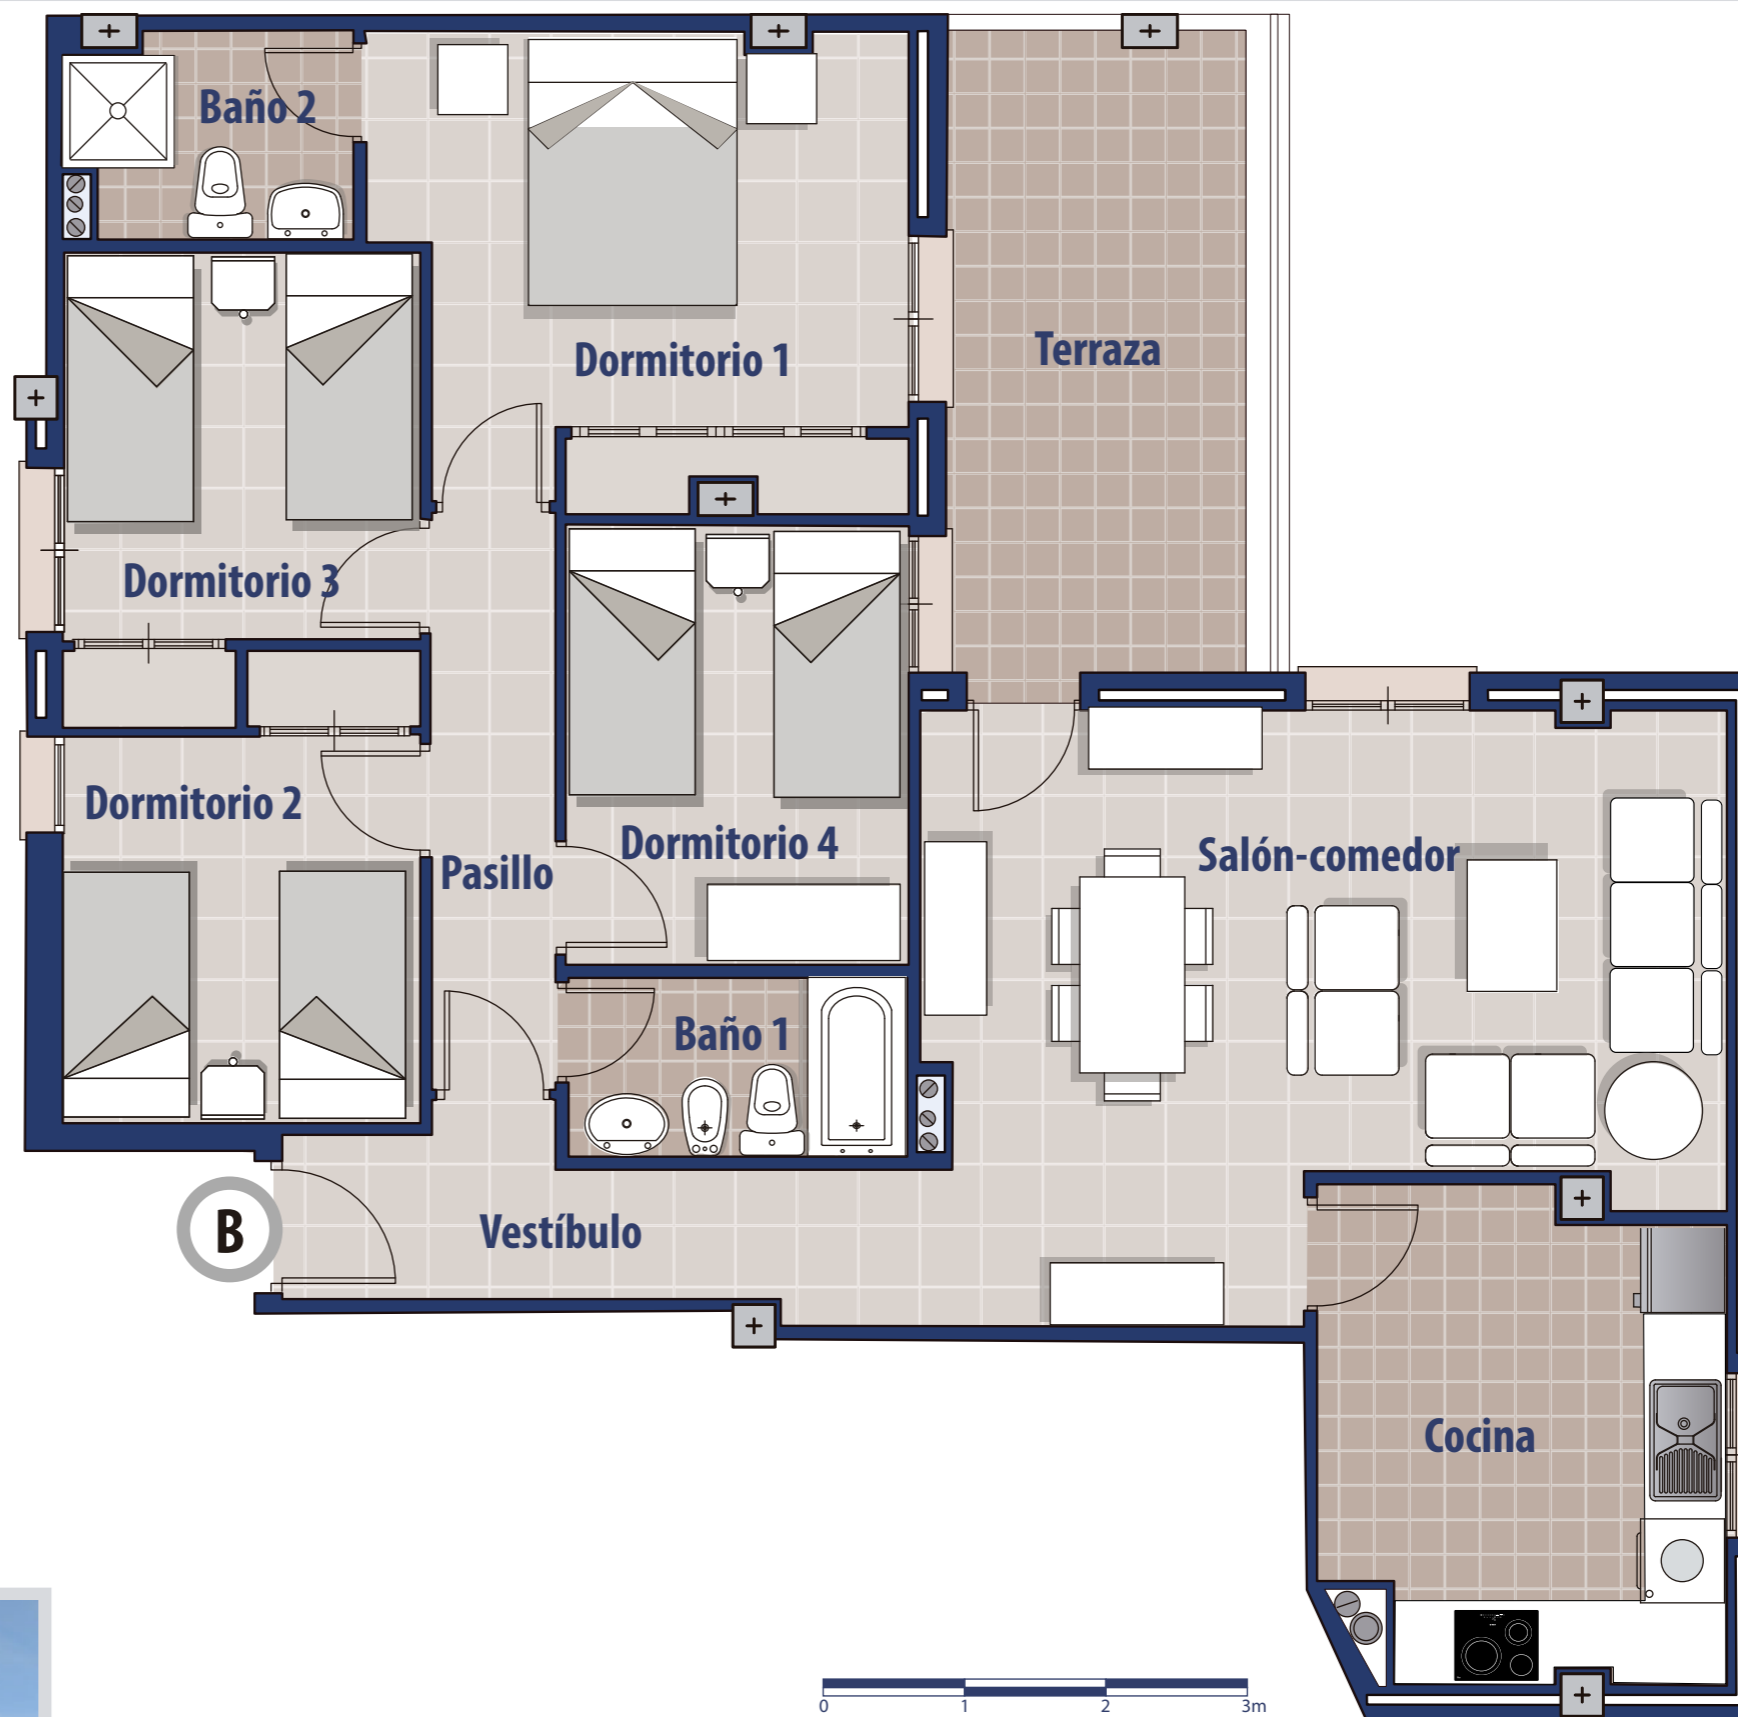 Baño 2
Dormitorio 1
Terraza
Dormitorio 3
Dormitorio 2
Dormitorio 4
Pasillo
Salón-comedor
Baño 1
B
Vestíbulo
Cocina
0 1 2 3m